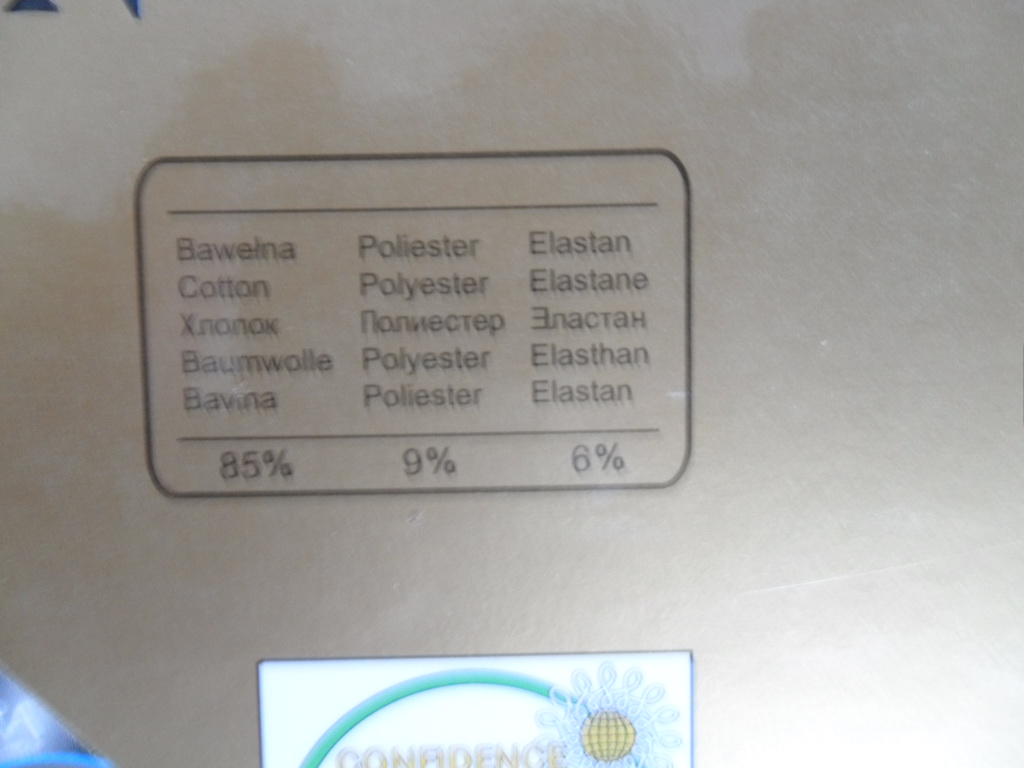 Bawełna Poliester Elastan
Cotton Polyester Elastane
Хлопок Полиестер Эластан
Baumwolle Polyester Elasthan
Bavlna Poliester Elastan
85% 9% 6%
CONFIDENCE